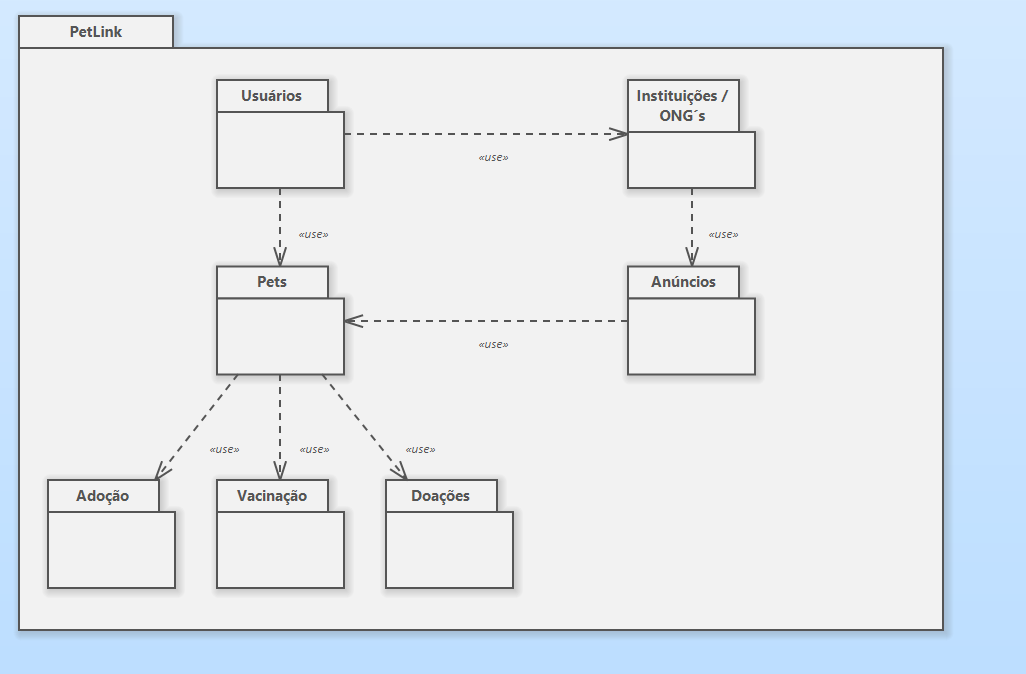 PetLink
Usuários
Instituições /
ONG´s
«use»
«use»
«use»
Pets
Anúncios
«use»
«use»
«use»
«use»
Adoção
Vacinação
Doações